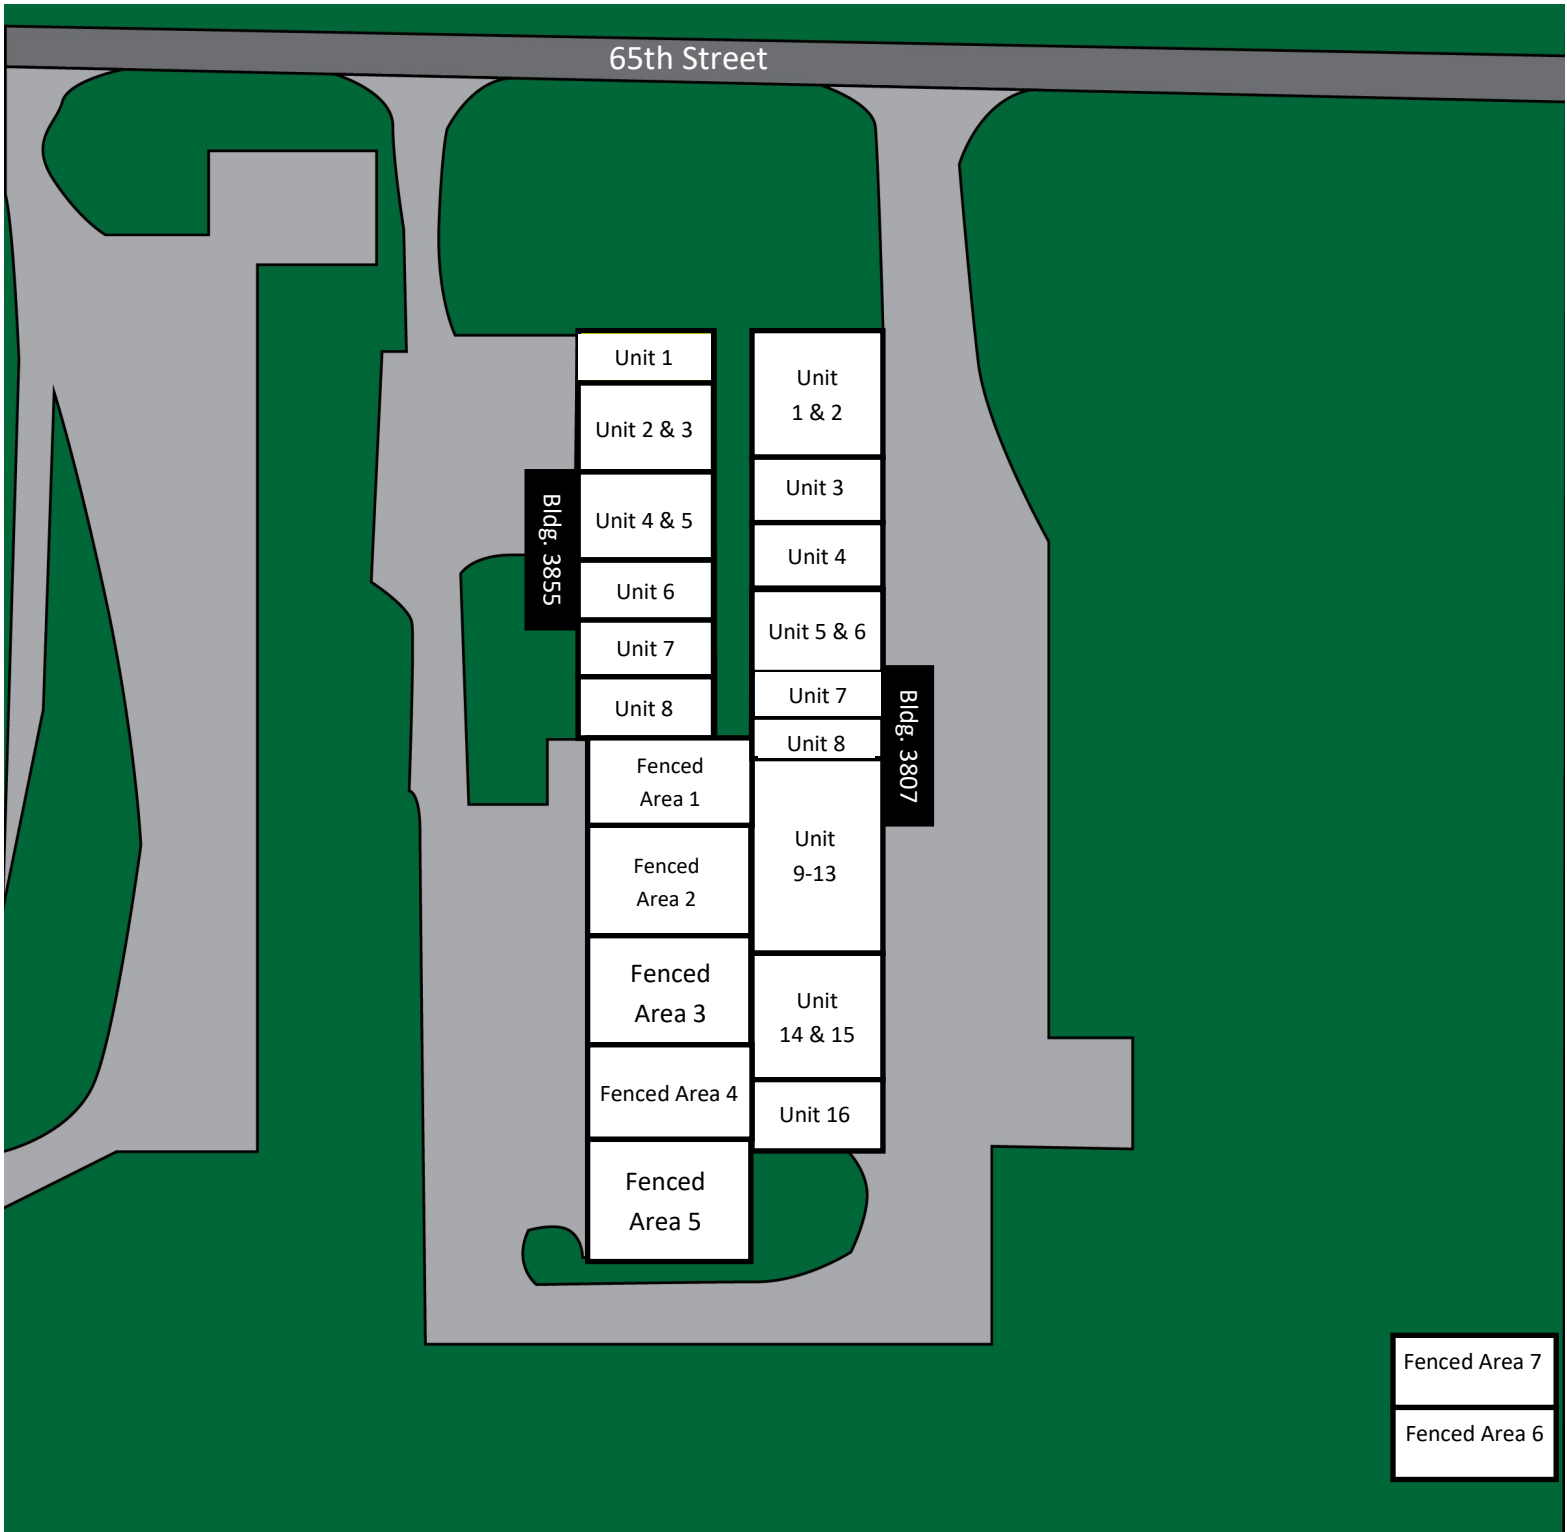 65th Street
Unit 1
Unit 2 & 3
Unit 4 & 5
Unit 6
Unit 7
Unit 8
Bldg. 3855
Fenced
Area 1
Fenced
Area 2
Fenced
Area 3
Fenced Area 4
Fenced
Area 5
Unit
1 & 2
Unit 3
Unit 4
Unit 5 & 6
Unit 7
Unit 8
Unit
9-13
Unit
14 & 15
Unit 16
Bldg. 3807
Fenced Area 7
Fenced Area 6